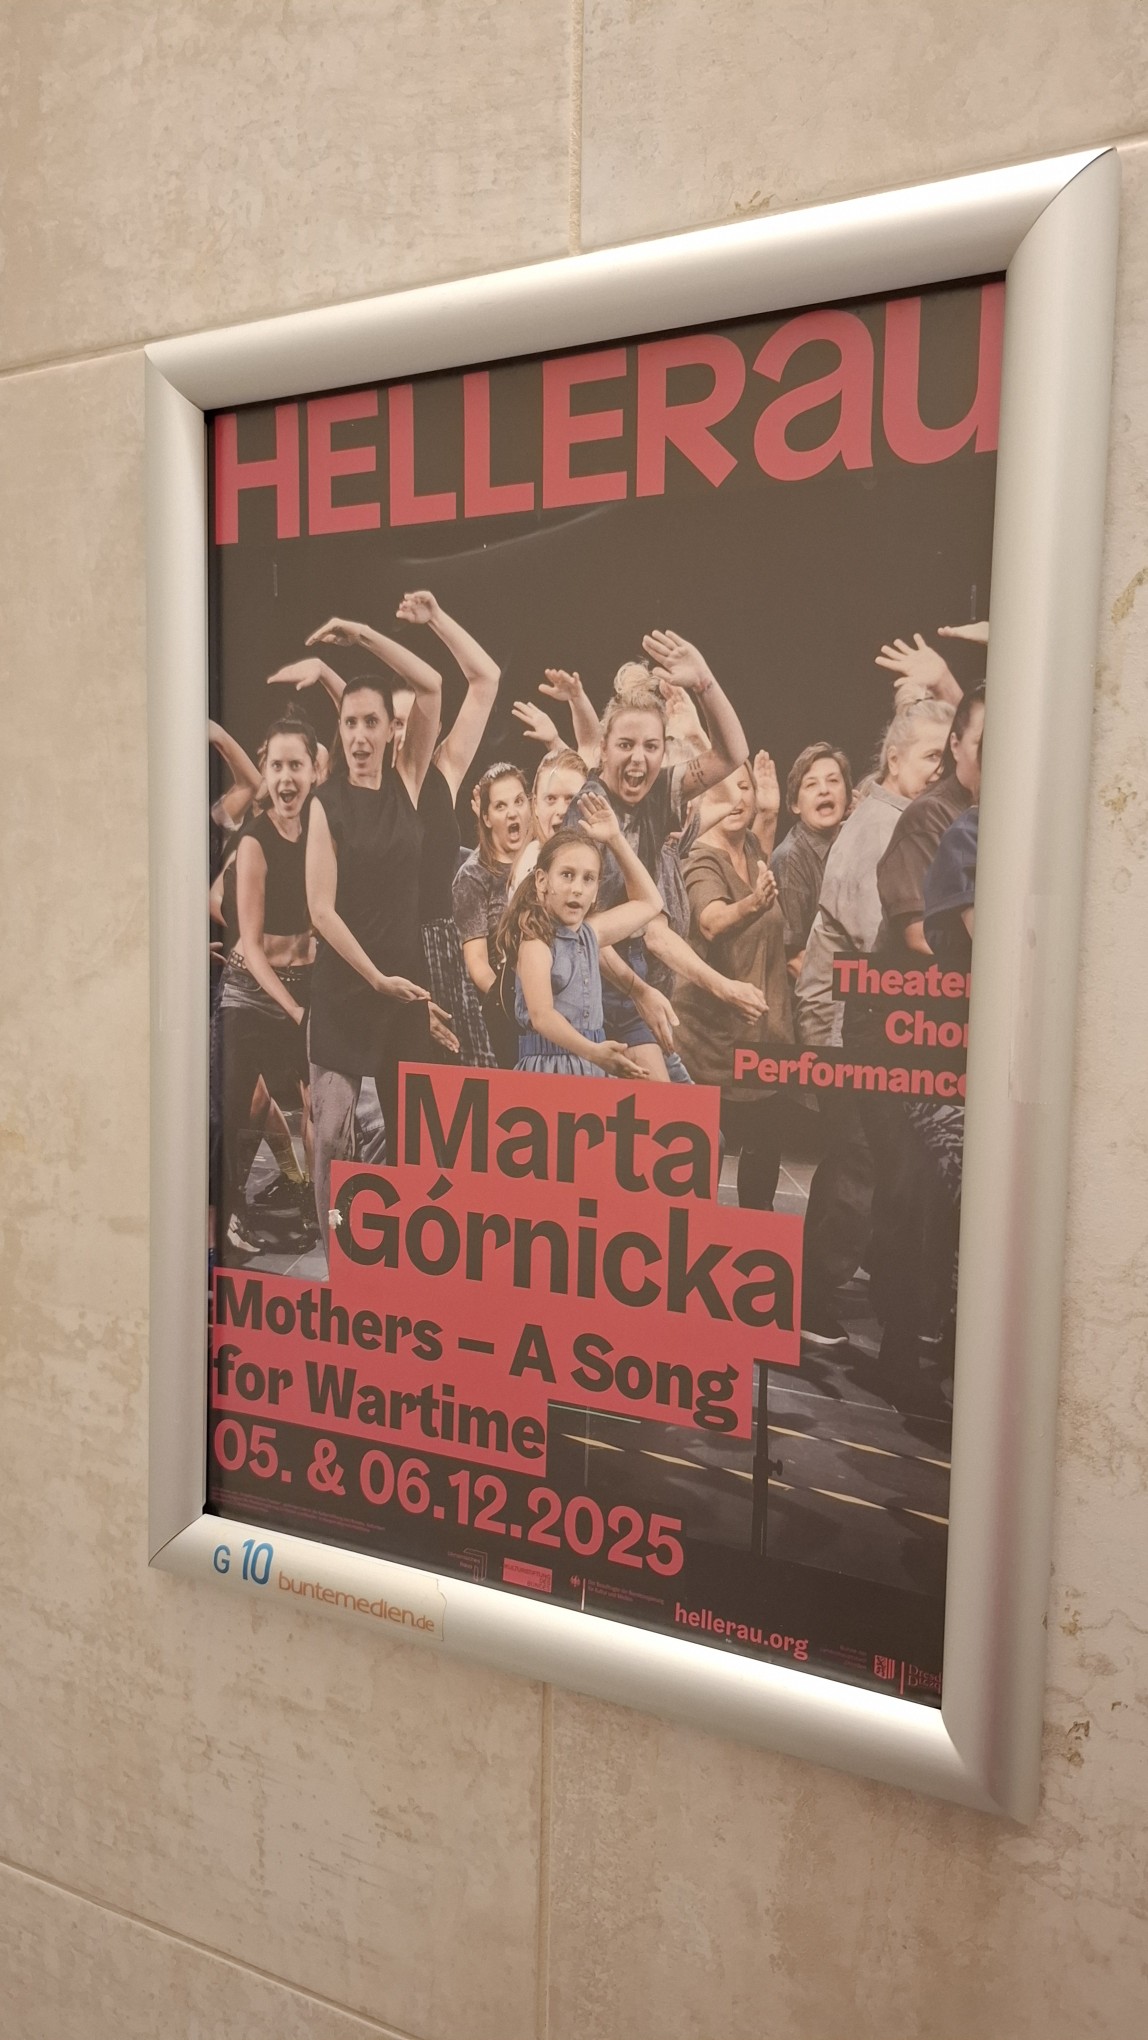 HELLERau
Theater
Chor
Performance
Marta
Górnicka
Mothers – A Song
for Wartime
05. & 06.12.2025
hellerau.org
G 10 buntemedien.de